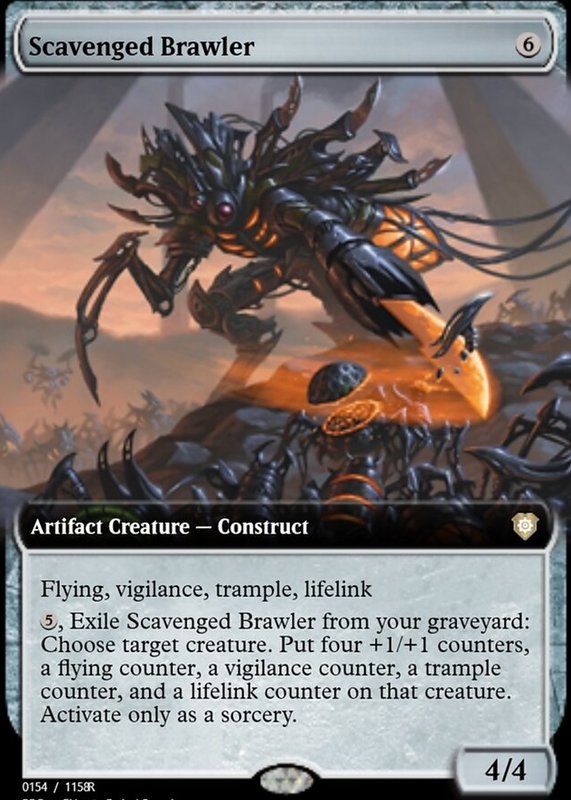 Scavenged Brawler 6
Artifact Creature — Construct
Flying, vigilance, trample, lifelink
5, Exile Scavenged Brawler from your graveyard:
Choose target creature. Put four +1/+1 counters,
a flying counter, a vigilance counter, a trample
counter, and a lifelink counter on that creature.
Activate only as a sorcery.
4/4
0154 / 1158R